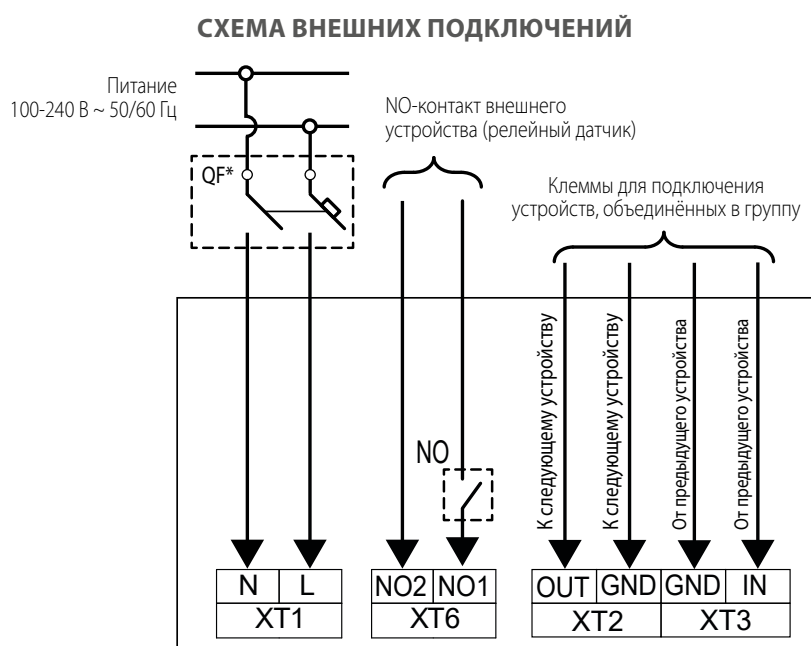 СХЕМА ВНЕШНИХ ПОДКЛЮЧЕНИЙ
Питание
100-240 В ~ 50/60 Гц
NO-контакт внешнего
устройства (релейный датчик)
QF*
Клеммы для подключения
устройств, объединённых в группу
К следующему устройству
К следующему устройству
От предыдущего устройства
От предыдущего устройства
NO
N L
XT1
NO2 NO1
XT6
OUT GND GND IN
XT2 XT3